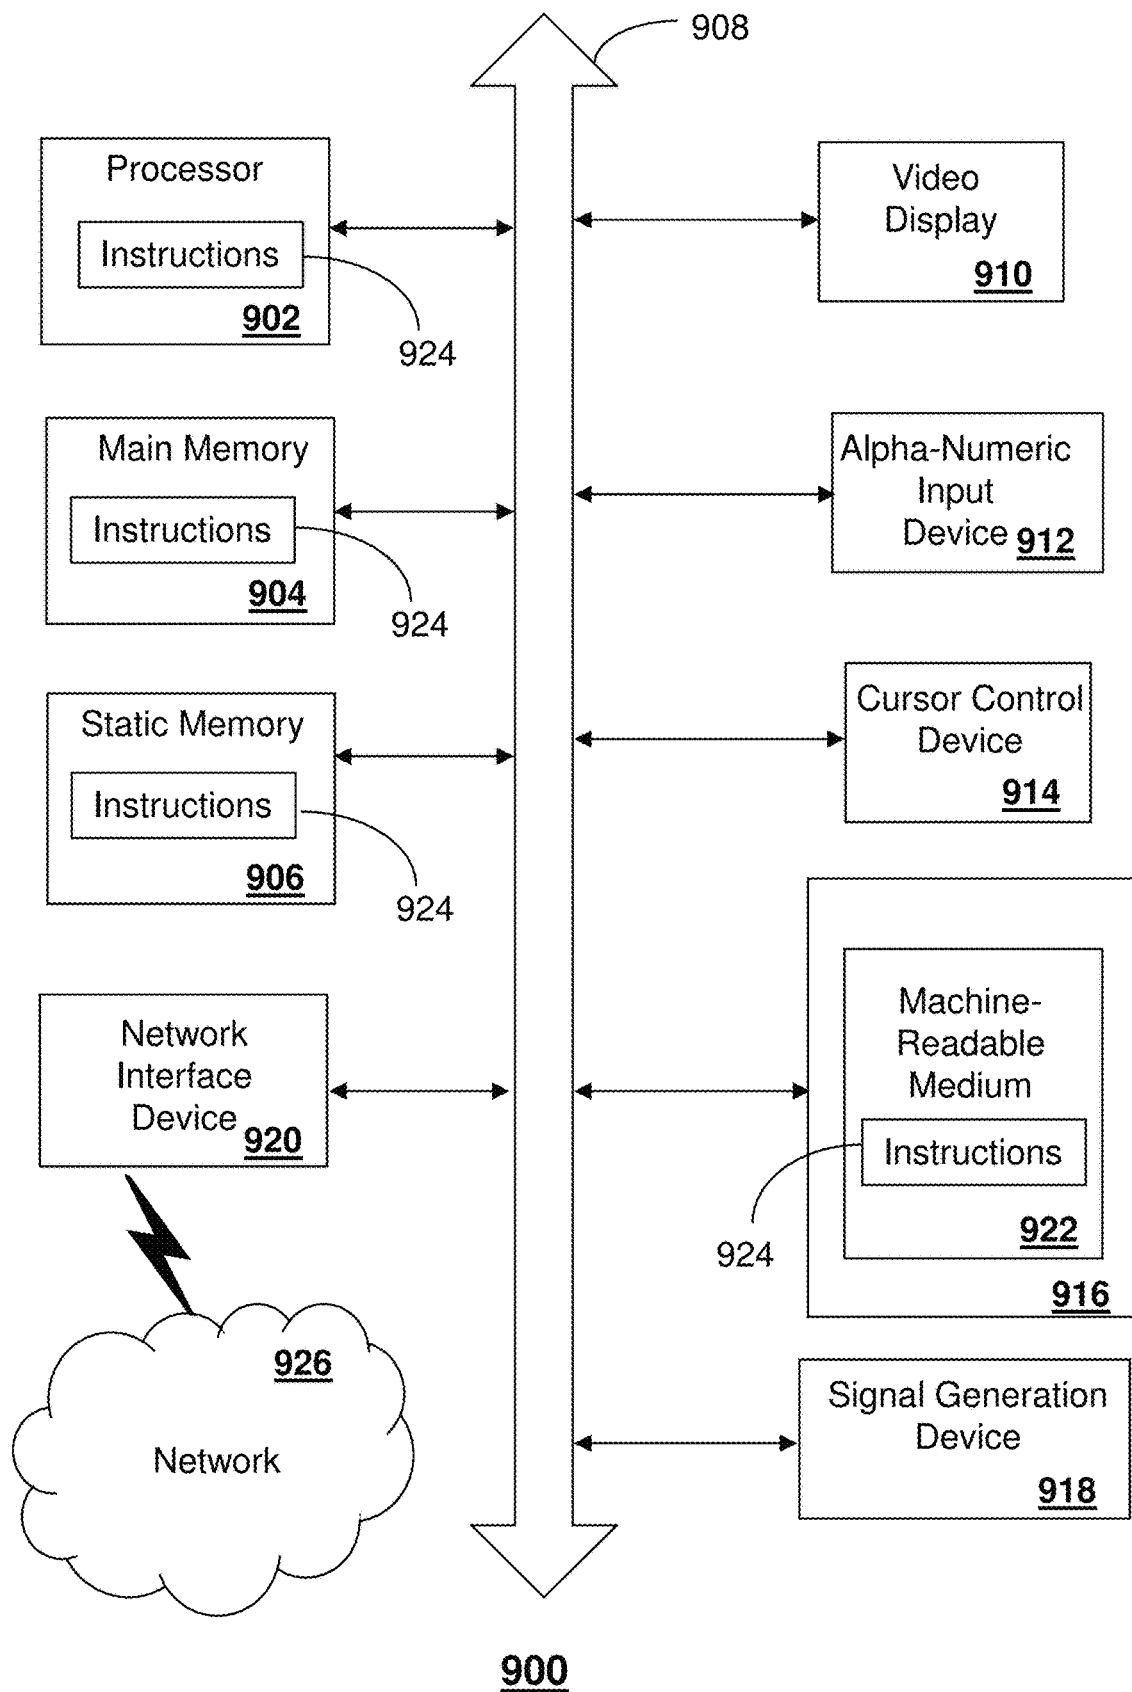 908
Processor
Instructions
902
924
Main Memory
Instructions
904
924
Static Memory
Instructions
906
924
Network
Interface
Device
920
926
Network
Video
Display
910
Alpha-Numeric
Input
Device
912
Cursor Control
Device
914
Machine-
Readable
Medium
Instructions
922
924
916
Signal Generation
Device
918
900